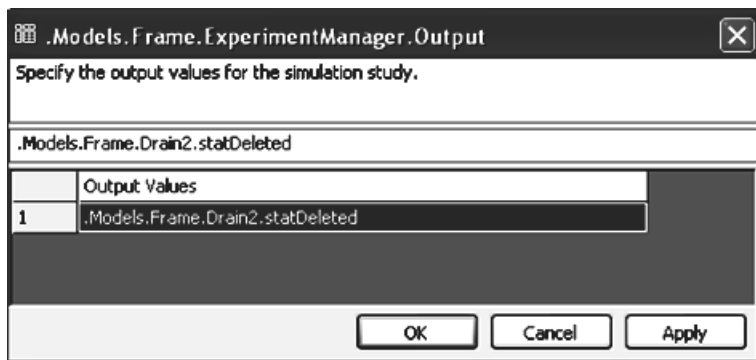 .Models.Frame.ExperimentManager.Output
Specify the output values for the simulation study.
.Models.Frame.Drain2.statDeleted
Output Values
1 .Models.Frame.Drain2.statDeleted
OK Cancel Apply